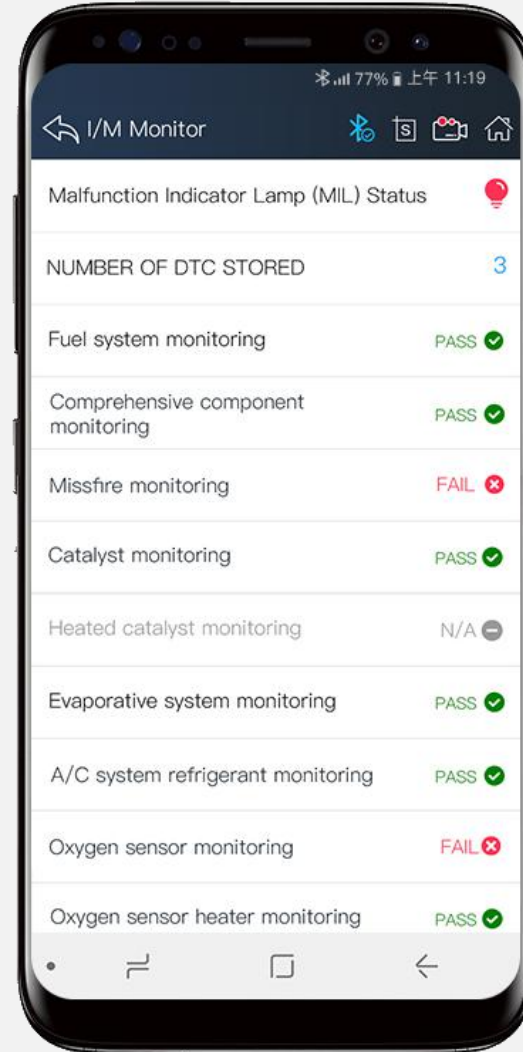 77% 上午 11:19
I/M Monitor
S
Malfunction Indicator Lamp (MIL) Status
NUMBER OF DTC STORED 3
Fuel system monitoring PASS
Comprehensive component
monitoring PASS
Missfire monitoring FAIL
Catalyst monitoring PASS
Heated catalyst monitoring N/A
Evaporative system monitoring PASS
A/C system refrigerant monitoring PASS
Oxygen sensor monitoring FAIL
Oxygen sensor heater monitoring PASS